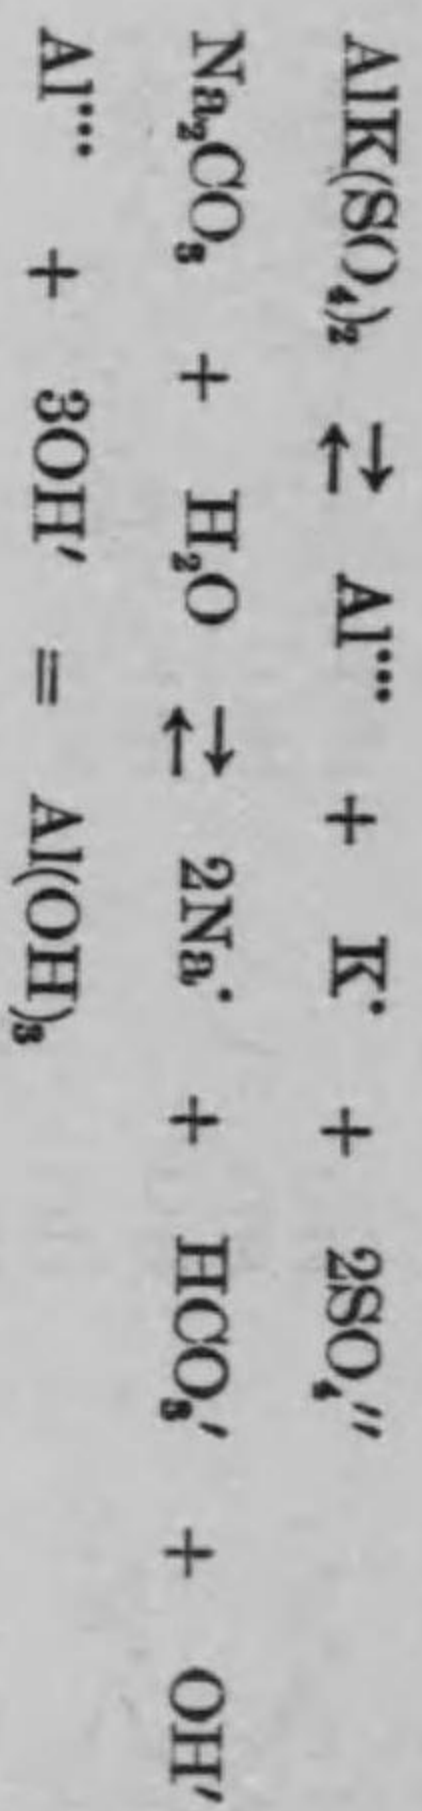 AlK(SO₄)₂ ⇄ Al••• + K• + 2SO₄′′
Na₂CO₃ + H₂O ⇄ 2Na• + HCO₃′ + OH′
Al••• + 3OH′ = Al(OH)₃